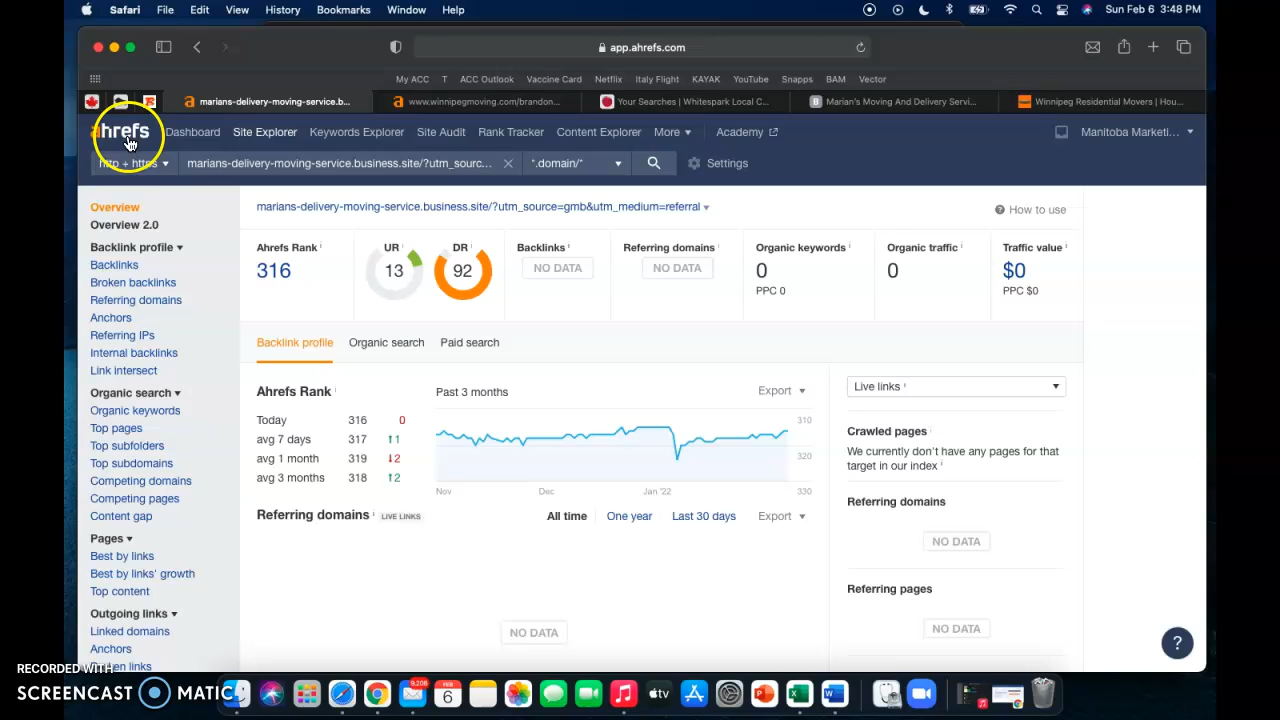 Safari File Edit View History Bookmarks Window Help Sun Feb 6 3:48 PM
app.ahrefs.com
My ACC T ACC Outlook Vaccine Card Netflix Italy Flight KAYAK YouTube Snapps BAM Vector
marians-delivery-moving-service.b... www.winnipegmoving.com/brandon... Your Searches | Whitespark Local C... Marian's Moving And Delivery Servi... Winnipeg Residential Movers | Hou...
ahrefs Dashboard Site Explorer Keywords Explorer Site Audit Rank Tracker Content Explorer More Academy Manitoba Marketi...
http + https marians-delivery-moving-service.business.site/?utm_sourc... *.domain/* Settings
Overview
Overview 2.0
Backlink profile
Backlinks
Broken backlinks
Referring domains
Anchors
Referring IPs
Internal backlinks
Link intersect
Organic search
Organic keywords
Top pages
Top subfolders
Top subdomains
Competing domains
Competing pages
Content gap
Pages
Best by links
Best by links' growth
Top content
Outgoing links
Linked domains
Anchors
marians-delivery-moving-service.business.site/?utm_source=gmb&utm_medium=referral
? How to use
Ahrefs Rank UR DR Backlinks Referring domains Organic keywords Organic traffic Traffic value
316 13 92 NO DATA NO DATA 0 0 $0
PPC 0 PPC $0
Backlink profile Organic search Paid search
Ahrefs Rank Past 3 months Export
Today 316 0
avg 7 days 317 ↑1
avg 1 month 319 ↓2
avg 3 months 318 ↑2
310
320
330
Nov Dec Jan '22
Referring domains LIVE LINKS All time One year Last 30 days Export
NO DATA
Live links
Crawled pages
We currently don't have any pages for that
target in our index
Referring domains
NO DATA
Referring pages
NO DATA
?
RECORDED WITH
SCREENCAST MATIC
9,206
FEB
6